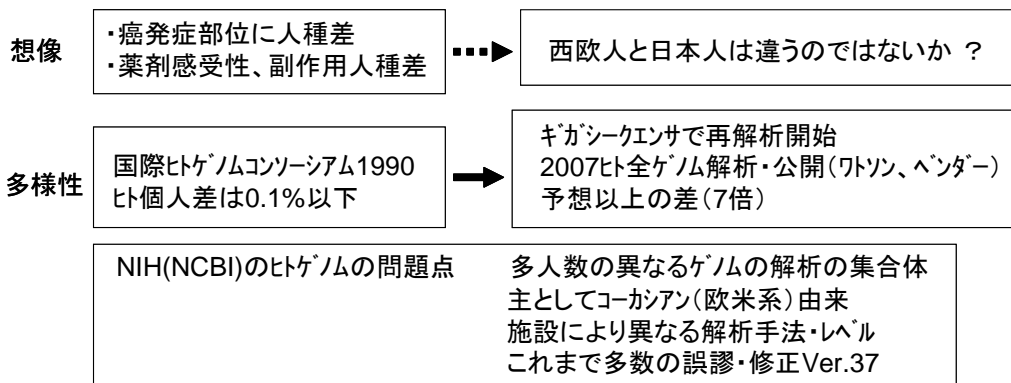 想像
・癌発症部位に人種差
・薬剤感受性、副作用人種差
西欧人と日本人は違うのではないか ？
多様性
国際ﾋﾄｹﾞﾉﾑｺﾝｿｰｼｱﾑ1990
ﾋﾄ個人差は0.1%以下
ｷﾞｶﾞｼｰｸｴﾝｻで再解析開始
2007ﾋﾄ全ｹﾞﾉﾑ解析・公開（ﾜﾄｿﾝ、ﾍﾞﾝﾀﾞｰ）
予想以上の差（7倍）
NIH(NCBI)のﾋﾄｹﾞﾉﾑの問題点　多人数の異なるｹﾞﾉﾑの解析の集合体
主としてｺｰｶｼｱﾝ（欧米系）由来
施設により異なる解析手法・ﾚﾍﾞﾙ
これまで多数の誤謬・修正Ver.37